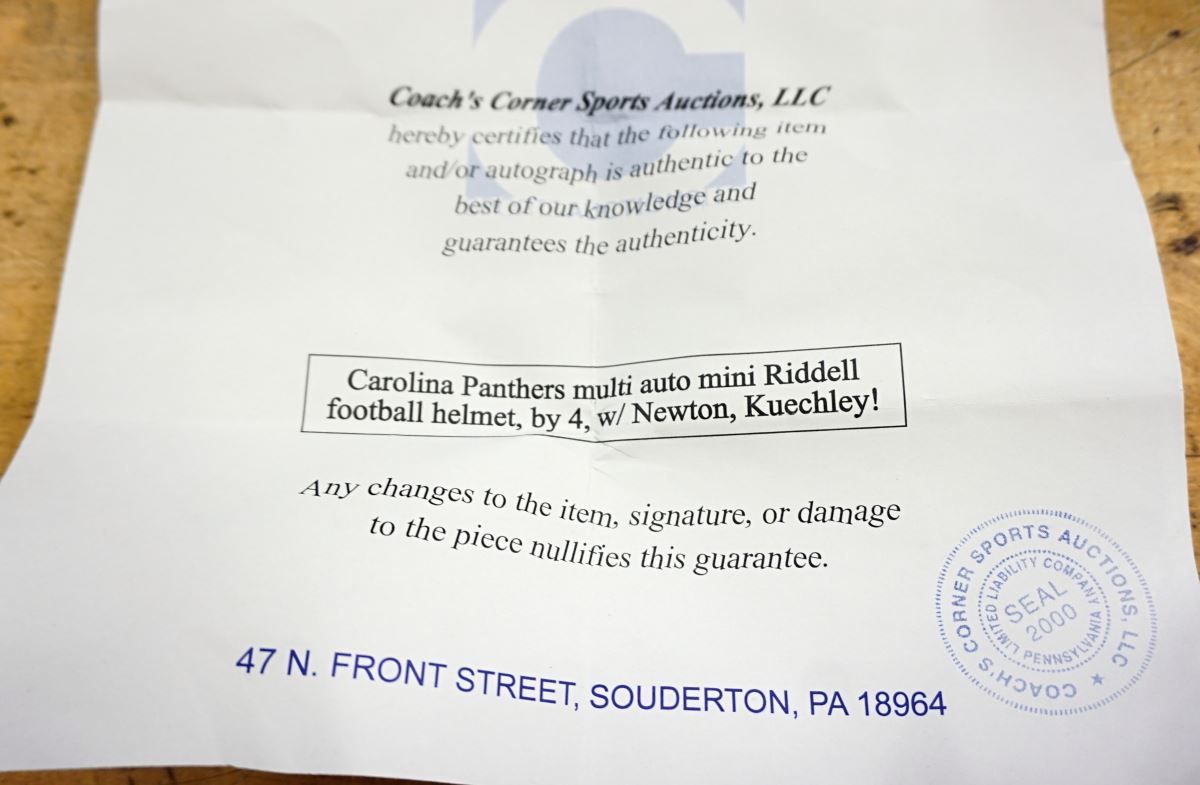 Coach's Corner Sports Auctions, LLC
hereby certifies that the following item
and/or autograph is authentic to the
best of our knowledge and
guarantees the authenticity.
Carolina Panthers multi auto mini Riddell
football helmet, by 4, w/ Newton, Kuechley!
Any changes to the item, signature, or damage
to the piece nullifies this guarantee.
47 N. FRONT STREET, SOUDERTON, PA 18964
COACH'S CORNER SPORTS AUCTIONS, LLC ★
LIMITED LIABILITY COMPANY
PENNSYLVANIA
SEAL
2000